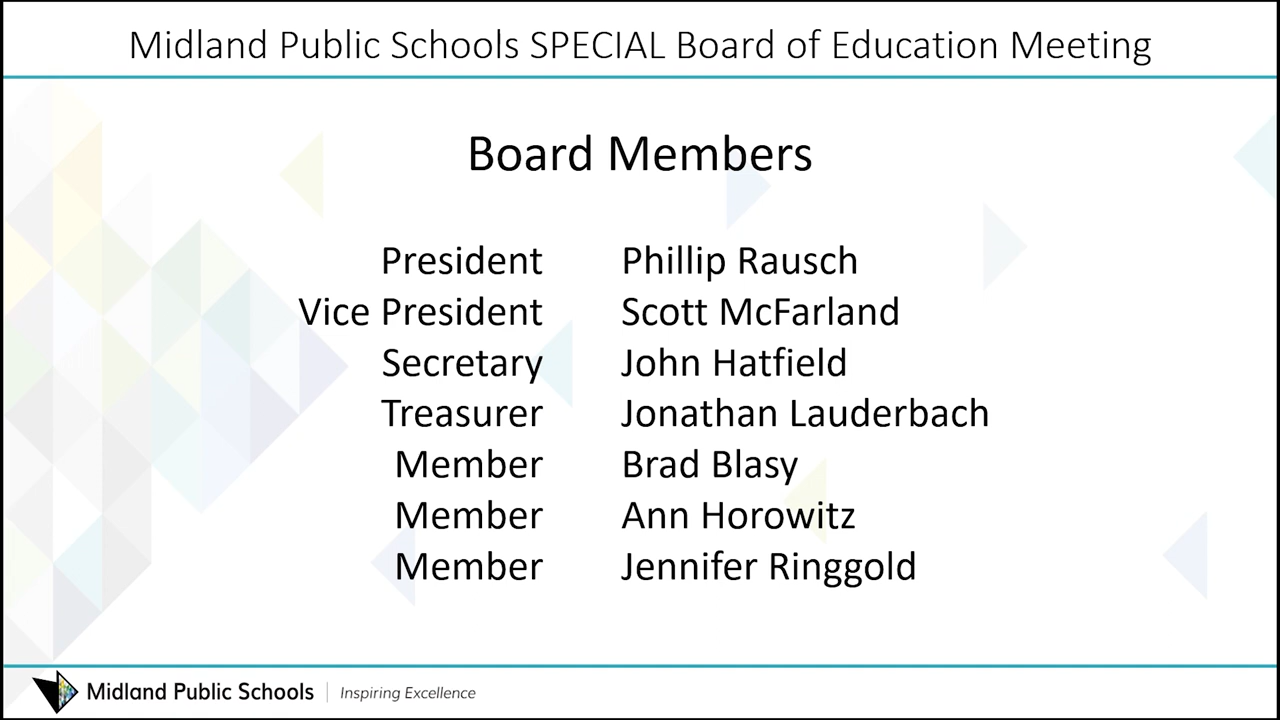 Midland Public Schools SPECIAL Board of Education Meeting
Board Members
President Phillip Rausch
Vice President Scott McFarland
Secretary John Hatfield
Treasurer Jonathan Lauderbach
Member Brad Blasy
Member Ann Horowitz
Member Jennifer Ringgold
Midland Public Schools Inspiring Excellence